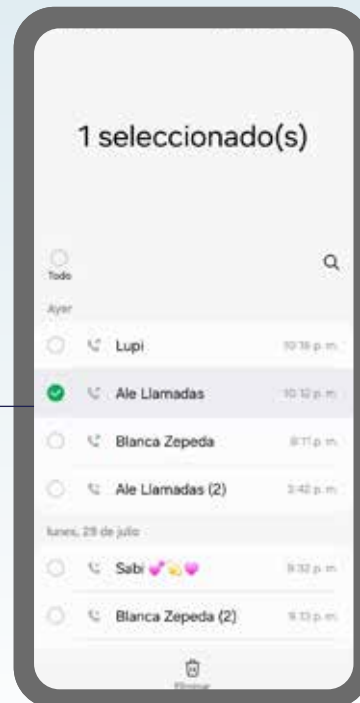 1 seleccionado(s)
Todo
Ayer
Lupi 10:18 p. m.
Ale Llamadas 10:12 p. m.
Blanca Zepeda 8:11 p. m.
Ale Llamadas (2) 3:42 p. m.
lunes, 29 de julio
Sabi 💕💫💗 9:32 p. m.
Blanca Zepeda (2) 9:13 p. m.
Eliminar